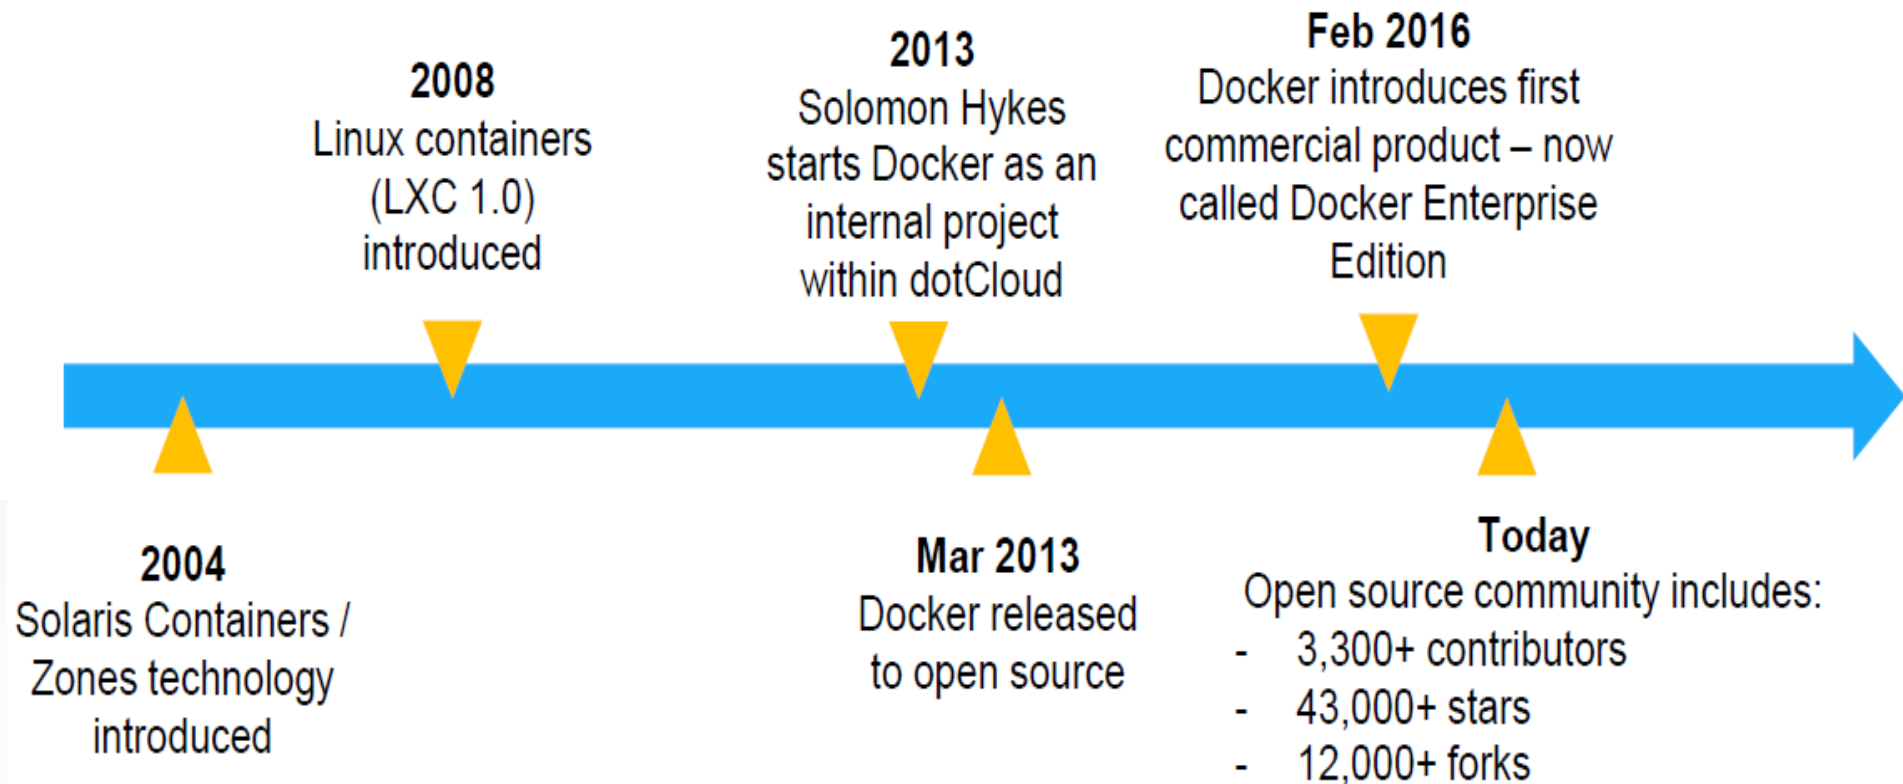 2008
Linux containers
(LXC 1.0)
introduced
2013
Solomon Hykes
starts Docker as an
internal project
within dotCloud
Feb 2016
Docker introduces first
commercial product – now
called Docker Enterprise
Edition
2004
Solaris Containers /
Zones technology
introduced
Mar 2013
Docker released
to open source
Today
Open source community includes:
- 3,300+ contributors
- 43,000+ stars
- 12,000+ forks